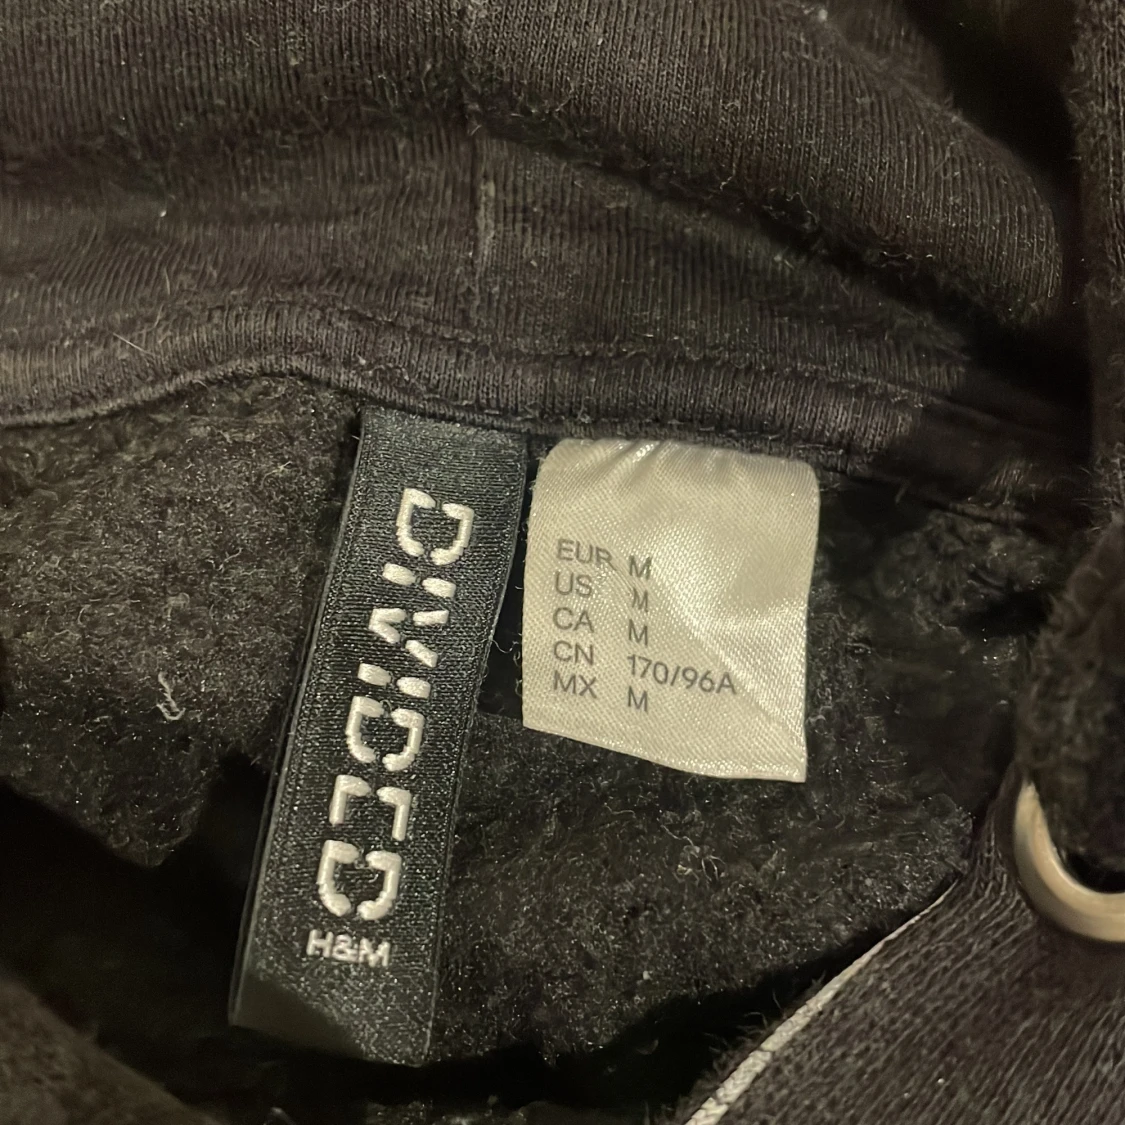 DIVIDED
H&M
EUR M
US M
CA M
CN 170/96A
MX M